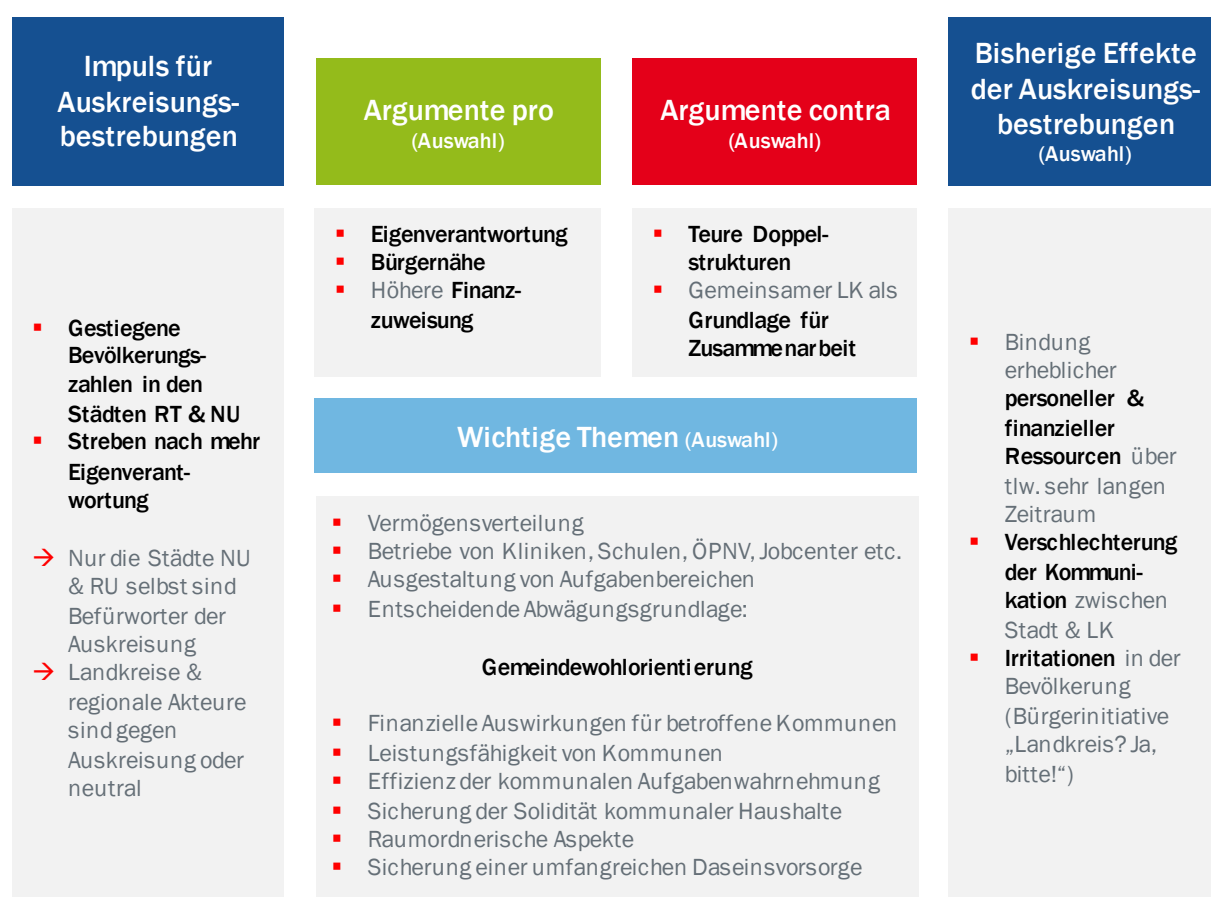 Impuls für
Auskreisungs-
bestrebungen
▪ Gestiegene
Bevölkerungs-
zahlen in den
Städten RT & NU
▪ Streben nach mehr
Eigenverant-
wortung
→ Nur die Städte NU
& RU selbst sind
Befürworter der
Auskreisung
→ Landkreise &
regionale Akteure
sind gegen
Auskreisung oder
neutral
Argumente pro
(Auswahl)
▪ Eigenverantwortung
▪ Bürgernähe
▪ Höhere Finanz-
zuweisung
Argumente contra
(Auswahl)
▪ Teure Doppel-
strukturen
▪ Gemeinsamer LK als
Grundlage für
Zusammenarbeit
Wichtige Themen (Auswahl)
▪ Vermögensverteilung
▪ Betriebe von Kliniken, Schulen, ÖPNV, Jobcenter etc.
▪ Ausgestaltung von Aufgabenbereichen
▪ Entscheidende Abwägungsgrundlage:
Gemeindewohlorientierung
▪ Finanzielle Auswirkungen für betroffene Kommunen
▪ Leistungsfähigkeit von Kommunen
▪ Effizienz der kommunalen Aufgabenwahrnehmung
▪ Sicherung der Solidität kommunaler Haushalte
▪ Raumordnerische Aspekte
▪ Sicherung einer umfangreichen Daseinsvorsorge
Bisherige Effekte
der Auskreisungs-
bestrebungen
(Auswahl)
▪ Bindung
erheblicher
personeller &
finanzieller
Ressourcen über
tlw. sehr langen
Zeitraum
▪ Verschlechterung
der Kommuni-
kation zwischen
Stadt & LK
▪ Irritationen in der
Bevölkerung
(Bürgerinitiative
„Landkreis? Ja,
bitte!“)